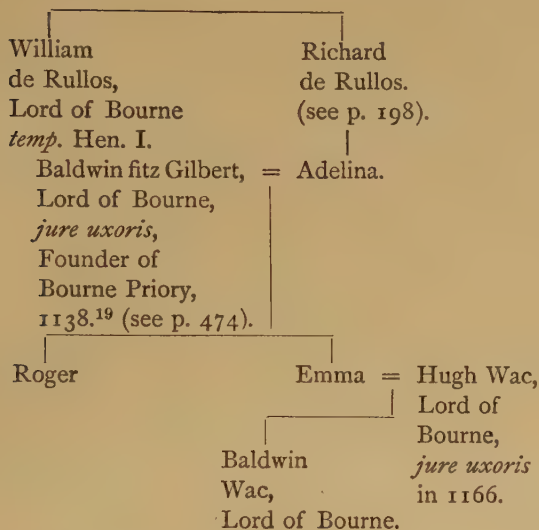 William
de Rullos,
Lord of Bourne
temp. Hen. I.
Richard
de Rullos.
(see p. 198).
Baldwin fitz Gilbert, = Adelina.
Lord of Bourne,
jure uxoris,
Founder of
Bourne Priory,
1138.¹⁹ (see p. 474).
Roger
Emma = Hugh Wac,
Lord of
Bourne,
jure uxoris
in 1166.
Baldwin
Wac,
Lord of Bourne.